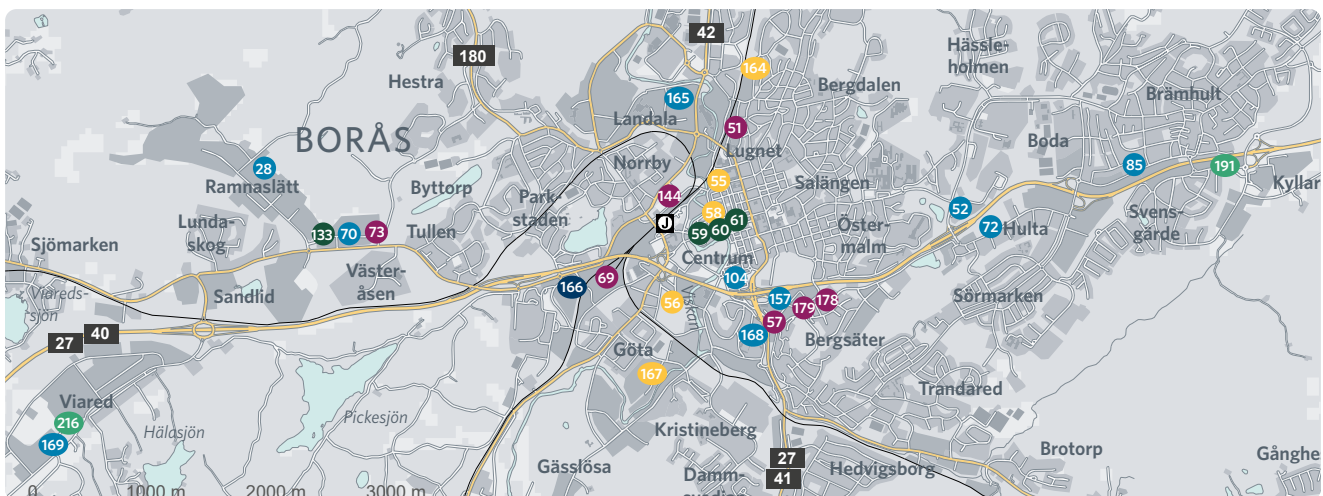 42
180
Hässle-
holmen
164
Hestra
Bergdalen
Brämhult
165
Landala
51
BORÅS
Boda
Lugnet
Norrby
28
85
191
Ramnaslätt
Byttorp
55
Salängen
Kyllar
Park-
staden
144
52
58
61
Lunda-
skog
133
70
73
Tullen
59
60
Öster-
malm
72
Hulta
Svens-
gärde
Sjömarken
Centrum
Väster-
åsen
69
104
166
Viareds-
sjön
Sandlid
56
Viskan
157
179
178
Sörmarken
57
168
40
27
Göta
Bergsäter
167
Trandared
Viared
216
Pickesjön
169
Hälasjön
Kristineberg
Brotorp
Gånghe
27
41
Gässlösa
Hedvigsborg
Damm-
svedjan
0
1000 m
2000 m
3000 m